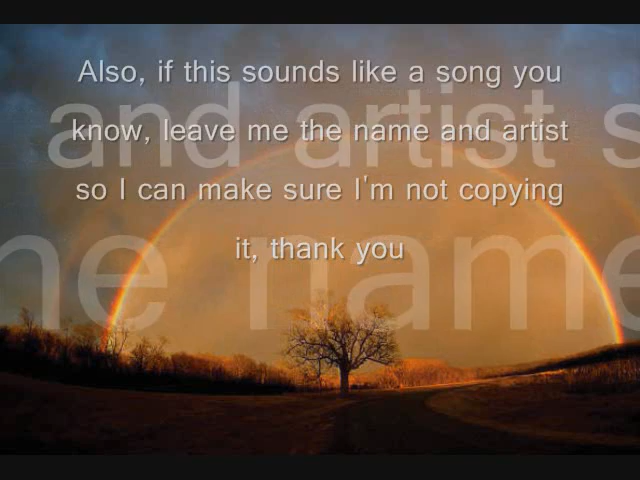 Also, if this sounds like a song you
know, leave me the name and artist
so I can make sure I'm not copying
it, thank you
and artist s
me name